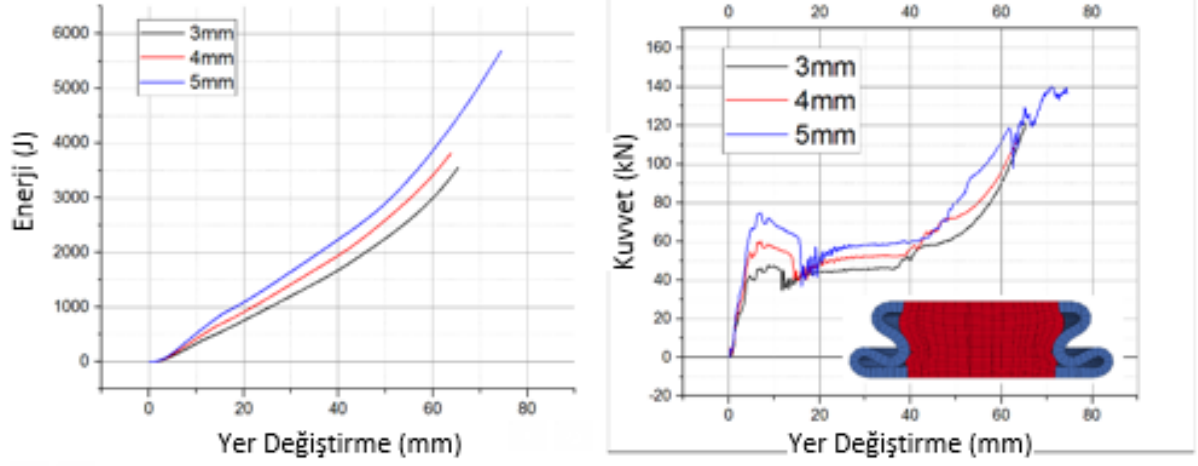 6000
5000
4000
3000
2000
1000
0
Enerji (J)
3mm
4mm
5mm
0 20 40 60 80
Yer Değiştirme (mm)
0 20 40 60 80
160
140
120
100
80
60
40
20
0
-20
Kuvvet (kN)
3mm
4mm
5mm
0 20 40 60 80
Yer Değiştirme (mm)